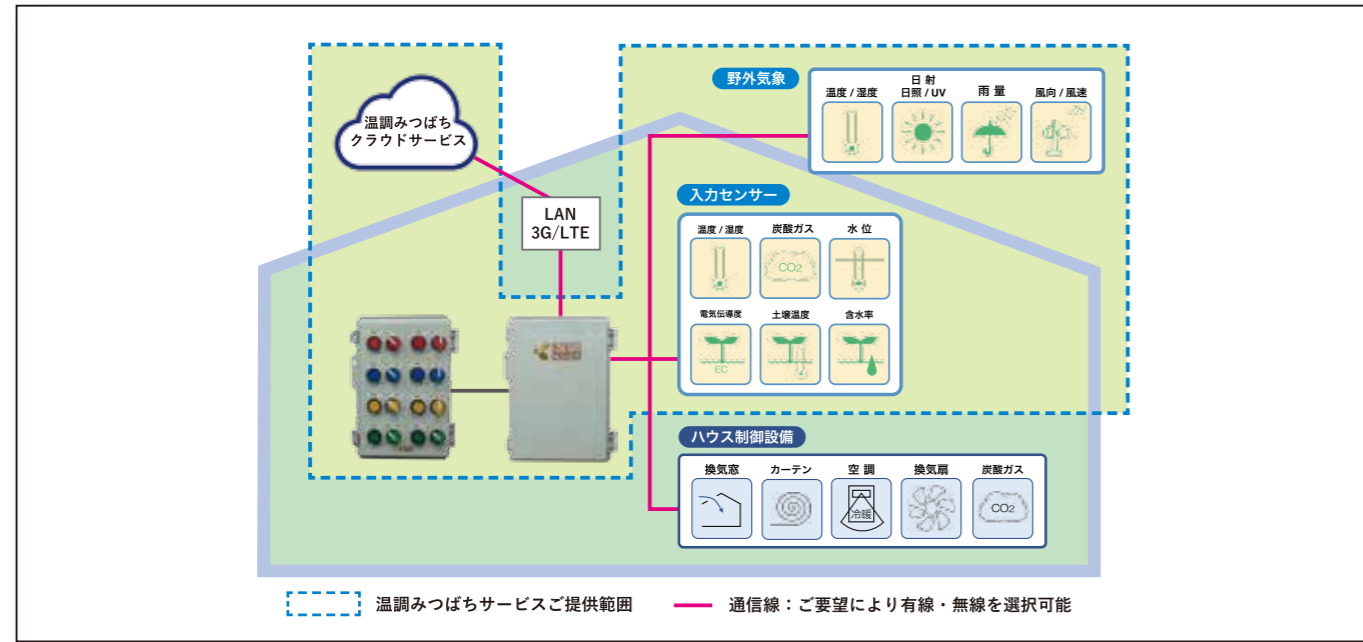 温調みつばち
クラウドサービス
LAN
3G/LTE
野外気象
温度 / 湿度
日 射
日照 / UV
雨 量
風向 / 風速
入力センサー
温度 / 湿度
炭酸ガス
水 位
CO2
電気伝導度
土壌温度
含水率
EC
ハウス制御設備
換気窓
カーテン
空 調
換気扇
炭酸ガス
冷暖
CO2
温調みつばちサービスご提供範囲
通信線：ご要望により有線・無線を選択可能